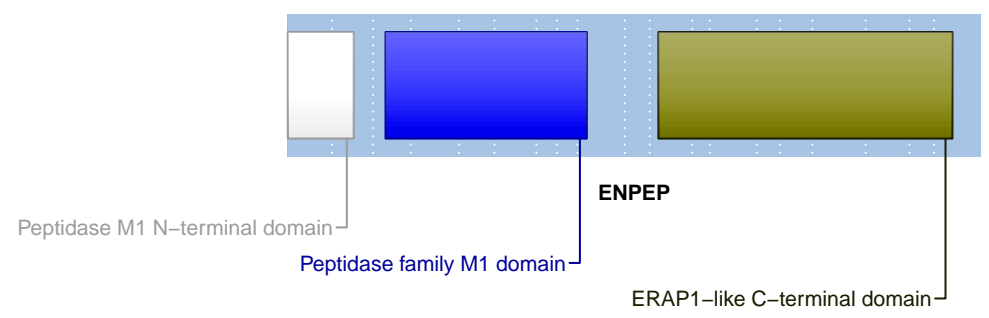 ENPEP
Peptidase M1 N−terminal domain
Peptidase family M1 domain
ERAP1−like C−terminal domain